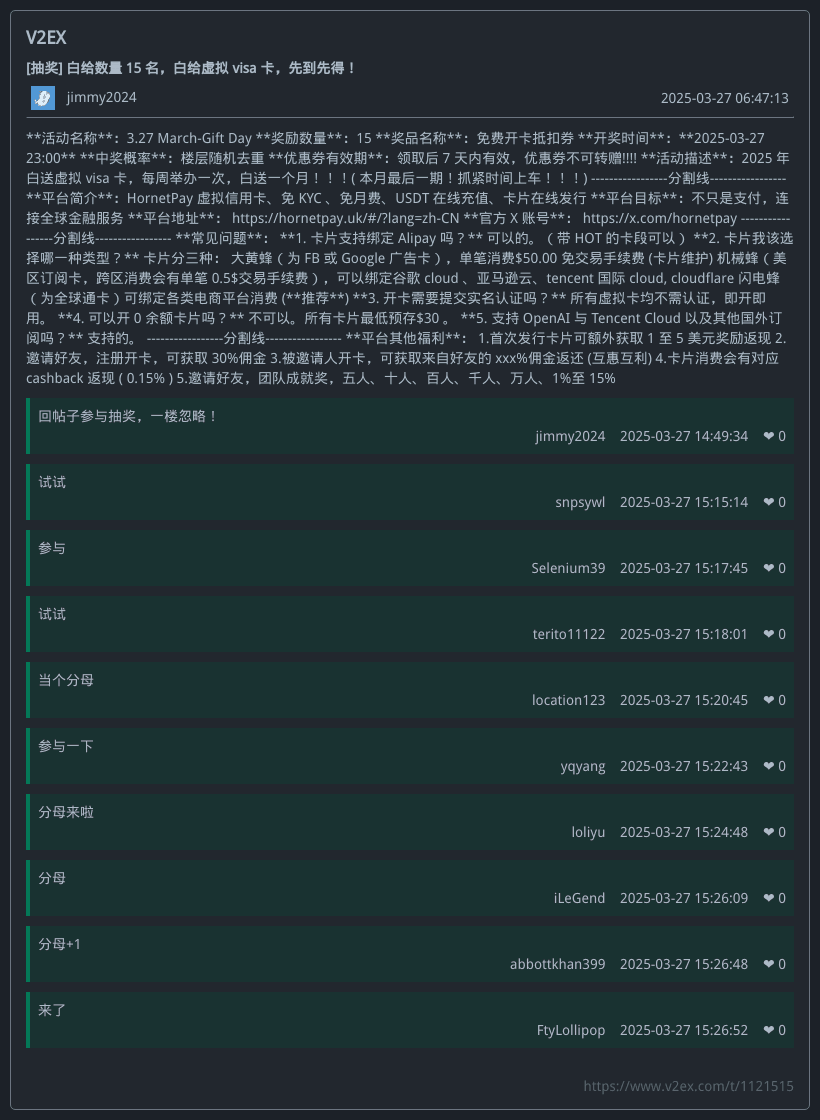 V2EX
[抽奖] 白给数量 15 名，白给虚拟 visa 卡，先到先得！
jimmy2024
2025-03-27 06:47:13
**活动名称**：3.27 March-Gift Day **奖励数量**：15 **奖品名称**：免费开卡抵扣券 **开奖时间**：**2025-03-27
23:00** **中奖概率**：楼层随机去重 **优惠券有效期**：领取后 7 天内有效，优惠券不可转赠!!!! **活动描述**：2025 年
白送虚拟 visa 卡，每周举办一次，白送一个月！！！( 本月最后一期！抓紧时间上车！！！) -----------------分割线-----------------
**平台简介**：HornetPay 虚拟信用卡、免 KYC 、免月费、USDT 在线充值、卡片在线发行 **平台目标**：不只是支付，连
接全球金融服务 **平台地址**： https://hornetpay.uk/#/?lang=zh-CN **官方 X 账号**： https://x.com/hornetpay -----------
------分割线----------------- **常见问题**： **1. 卡片支持绑定 Alipay 吗？** 可以的。（ 带 HOT 的卡段可以 ） **2. 卡片我该选
择哪一种类型？** 卡片分三种： 大黄蜂（ 为 FB 或 Google 广告卡 ），单笔消费$50.00 免交易手续费 (卡片维护) 机械蜂（ 美
区订阅卡，跨区消费会有单笔 0.5$交易手续费 ），可以绑定谷歌 cloud 、亚马逊云、tencent 国际 cloud, cloudflare 闪电蜂
（ 为全球通卡 ）可绑定各类电商平台消费 (**推荐**) **3. 开卡需要提交实名认证吗？** 所有虚拟卡均不需认证，即开即
用。 **4. 可以开 0 余额卡片吗？** 不可以。所有卡片最低预存$30 。 **5. 支持 OpenAI 与 Tencent Cloud 以及其他国外订
阅吗？** 支持的。 -----------------分割线----------------- **平台其他福利**： 1.首次发行卡片可额外获取 1 至 5 美元奖励返现 2.
邀请好友，注册开卡，可获取 30%佣金 3.被邀请人开卡，可获取来自好友的 xxx%佣金返还 (互惠互利) 4.卡片消费会有对应
cashback 返现 ( 0.15% ) 5.邀请好友，团队成就奖，五人、十人、百人、千人、万人、1%至 15%
回帖子参与抽奖，一楼忽略！
jimmy2024 2025-03-27 14:49:34 ❤ 0
试试
snpsywl 2025-03-27 15:15:14 ❤ 0
参与
Selenium39 2025-03-27 15:17:45 ❤ 0
试试
terito11122 2025-03-27 15:18:01 ❤ 0
当个分母
location123 2025-03-27 15:20:45 ❤ 0
参与一下
yqyang 2025-03-27 15:22:43 ❤ 0
分母来啦
loliyu 2025-03-27 15:24:48 ❤ 0
分母
iLeGend 2025-03-27 15:26:09 ❤ 0
分母+1
abbottkhan399 2025-03-27 15:26:48 ❤ 0
来了
FtyLollipop 2025-03-27 15:26:52 ❤ 0
https://www.v2ex.com/t/1121515